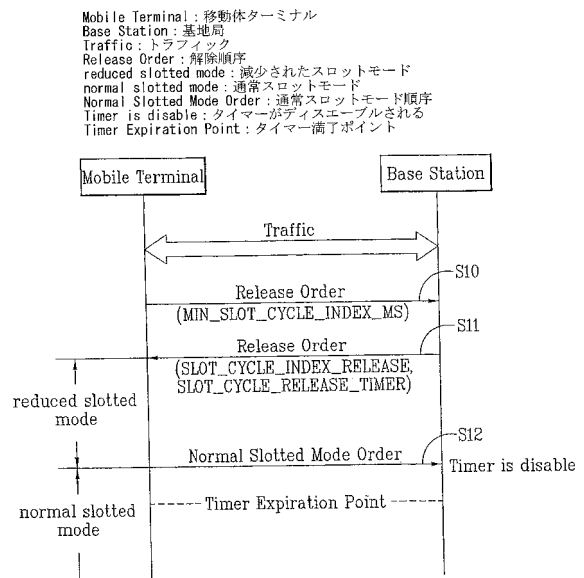 Mobile Terminal : 移動体ターミナル
Base Station : 基地局
Traffic : トラフィック
Release Order : 解除順序
reduced slotted mode : 減少されたスロットモード
normal slotted mode : 通常スロットモード
Normal Slotted Mode Order : 通常スロットモード順序
Timer is disable : タイマーがディスエーブルされる
Timer Expiration Point : タイマー満了ポイント
Mobile Terminal
Base Station
Traffic
S10
Release Order
(MIN_SLOT_CYCLE_INDEX_MS)
S11
Release Order
(SLOT_CYCLE_INDEX_RELEASE,
SLOT_CYCLE_RELEASE_TIMER)
reduced slotted
mode
S12
Normal Slotted Mode Order
Timer is disable
normal slotted
mode
Timer Expiration Point